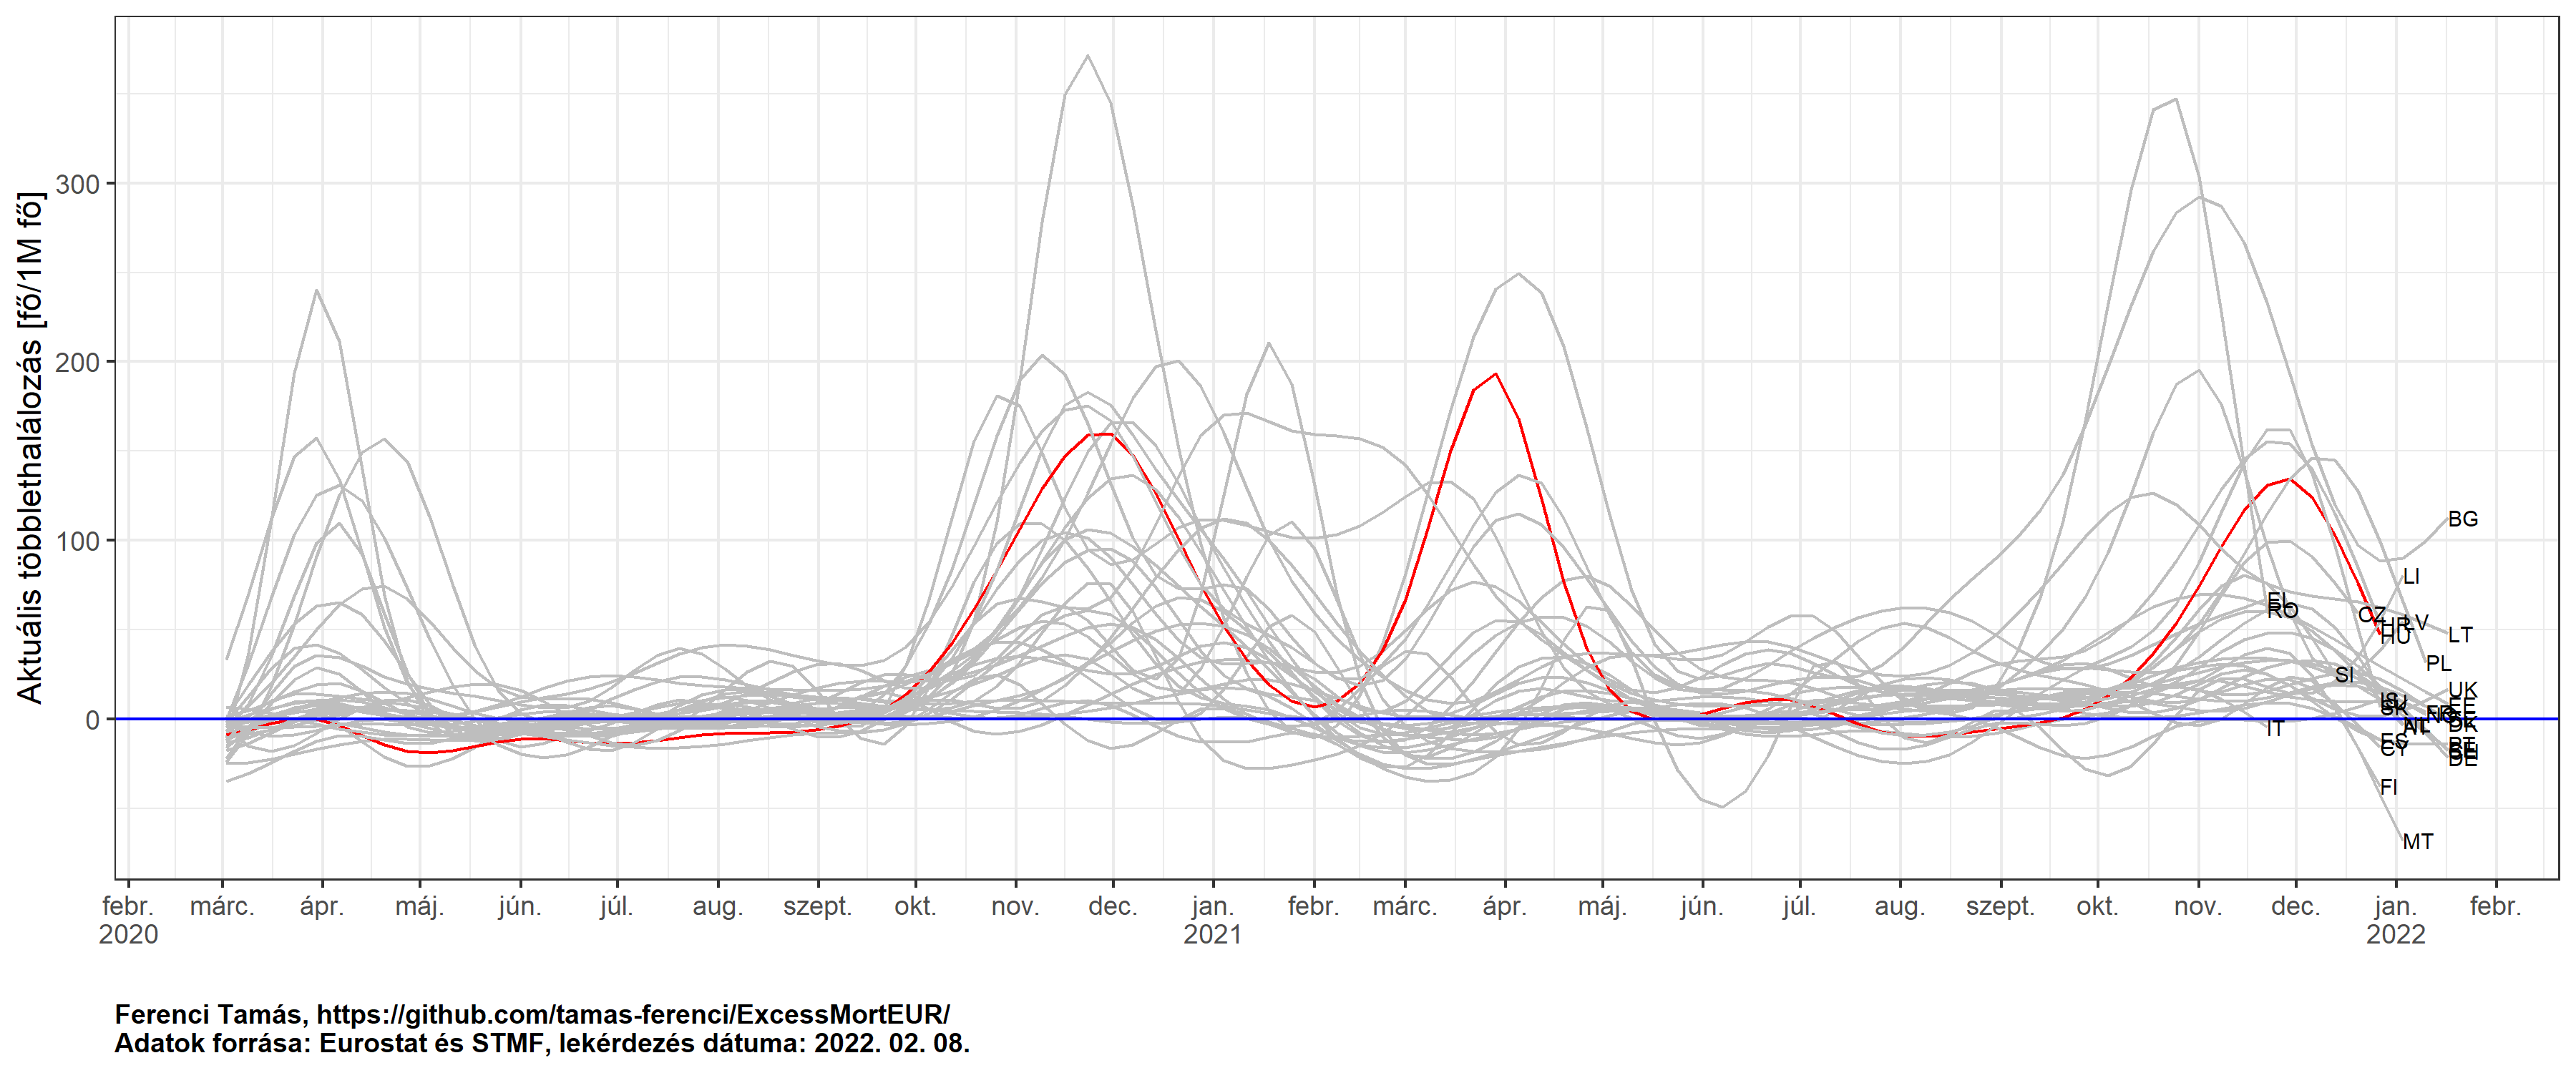 Aktuális többlethalálozás [fő/1M fő]
300
200
100
0
BG
LI
EL
RO
CZ
HR
LV
HU
LT
PL
SI
UK
IS
SK
FR
NO
IT
NL
DK
ES
CY
DE
FI
MT
febr. márc. ápr. máj. jún. júl. aug. szept. okt. nov. dec. jan. febr. márc. ápr. máj. jún. júl. aug. szept. okt. nov. dec. jan. febr.
2020 2021 2022
Ferenci Tamás, https://github.com/tamas-ferenci/ExcessMortEUR/
Adatok forrása: Eurostat és STMF, lekérdezés dátuma: 2022. 02. 08.